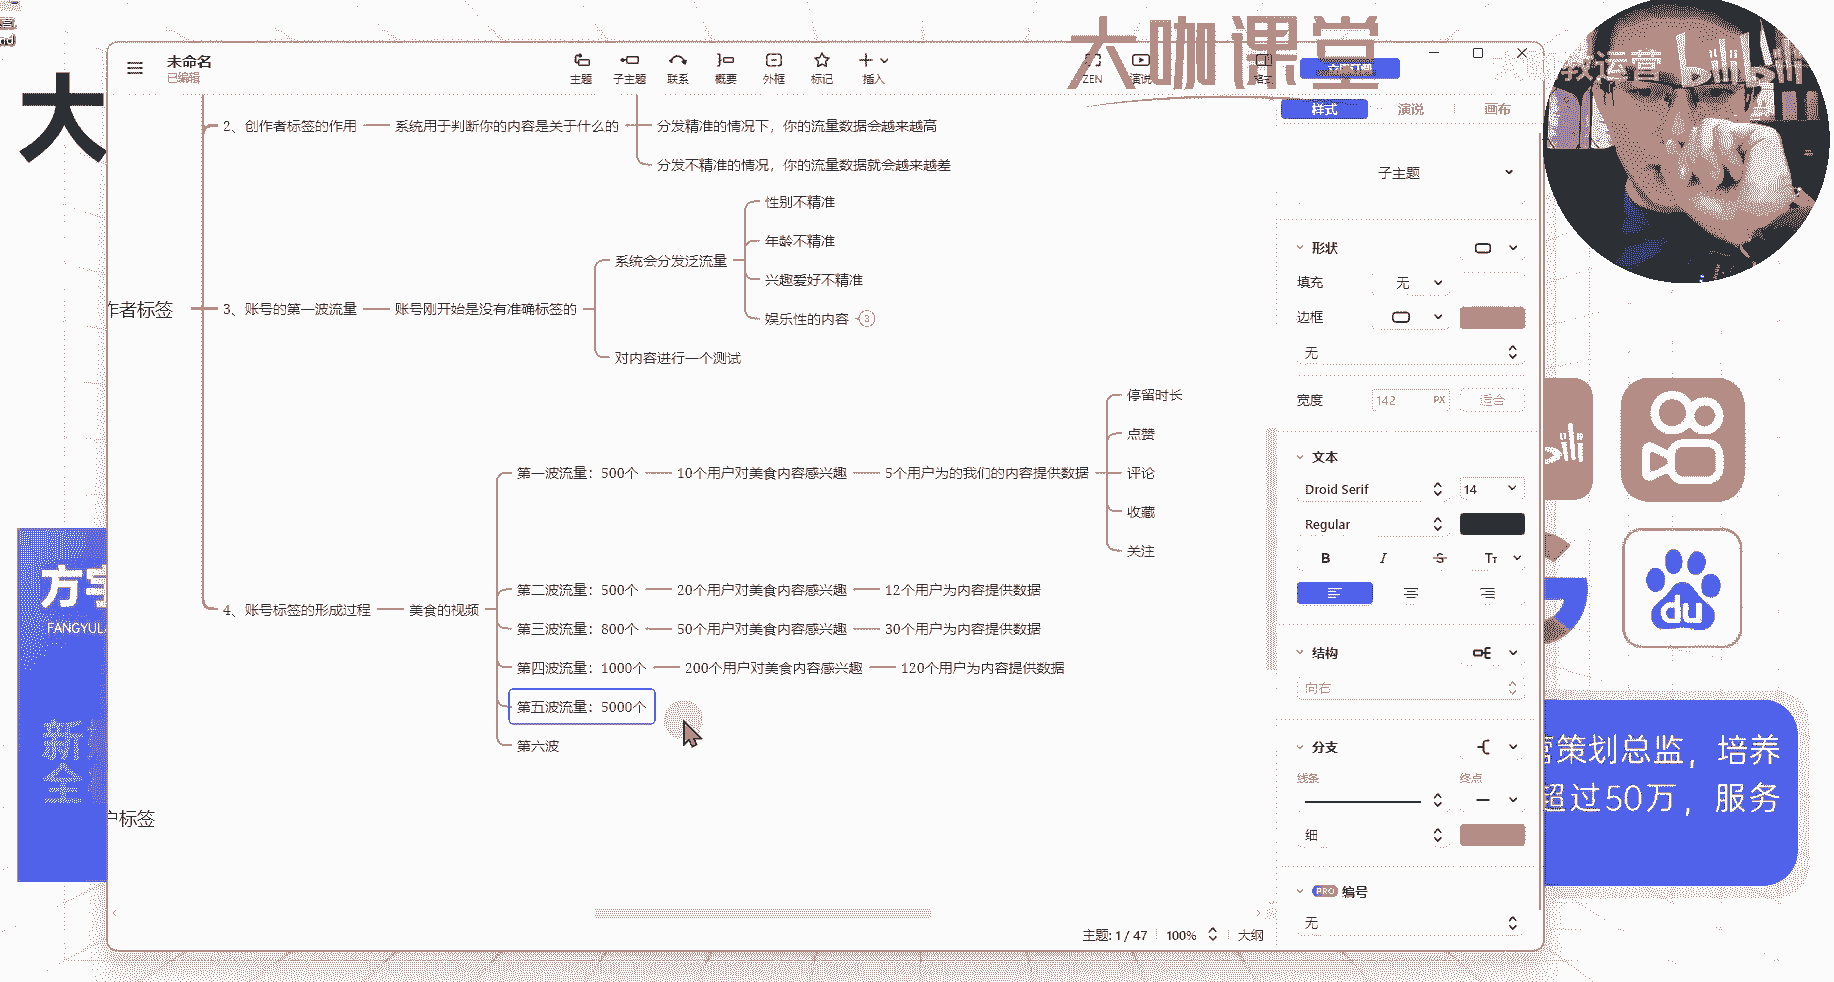 大咖课堂
教运营 bilibili
大
未命名
已编辑
主题
子主题
联系
概要
外框
标记
插入
ZEN
演说
格式
样式
演说
画布
2、创作者标签的作用
系统用于判断你的内容是关于什么的
分发精准的情况下，你的流量数据会越来越高
分发不精准的情况，你的流量数据就会越来越差
作者标签
3、账号的第一波流量
账号刚开始是没有准确标签的
系统会分发泛流量
性别不精准
年龄不精准
兴趣爱好不精准
娱乐性的内容
3
对内容进行一个测试
4、账号标签的形成过程
美食的视频
第一波流量：500个
10个用户对美食内容感兴趣
5个用户为的我们的内容提供数据
停留时长
点赞
评论
收藏
关注
第二波流量：500个
20个用户对美食内容感兴趣
12个用户为内容提供数据
第三波流量：800个
50个用户对美食内容感兴趣
30个用户为内容提供数据
第四波流量：1000个
200个用户对美食内容感兴趣
120个用户为内容提供数据
第五波流量：5000个
第六波
户标签
子主题
形状
填充
无
边框
无
宽度
142
PX
适合
文本
Droid Serif
14
Regular
B
I
S
TT
结构
向右
分支
线条
终点
细
PRO
编号
无
主题: 1 / 47
100%
大纲
方宇
FANGYUL
新
全
du
营策划总监，培养
超过50万，服务